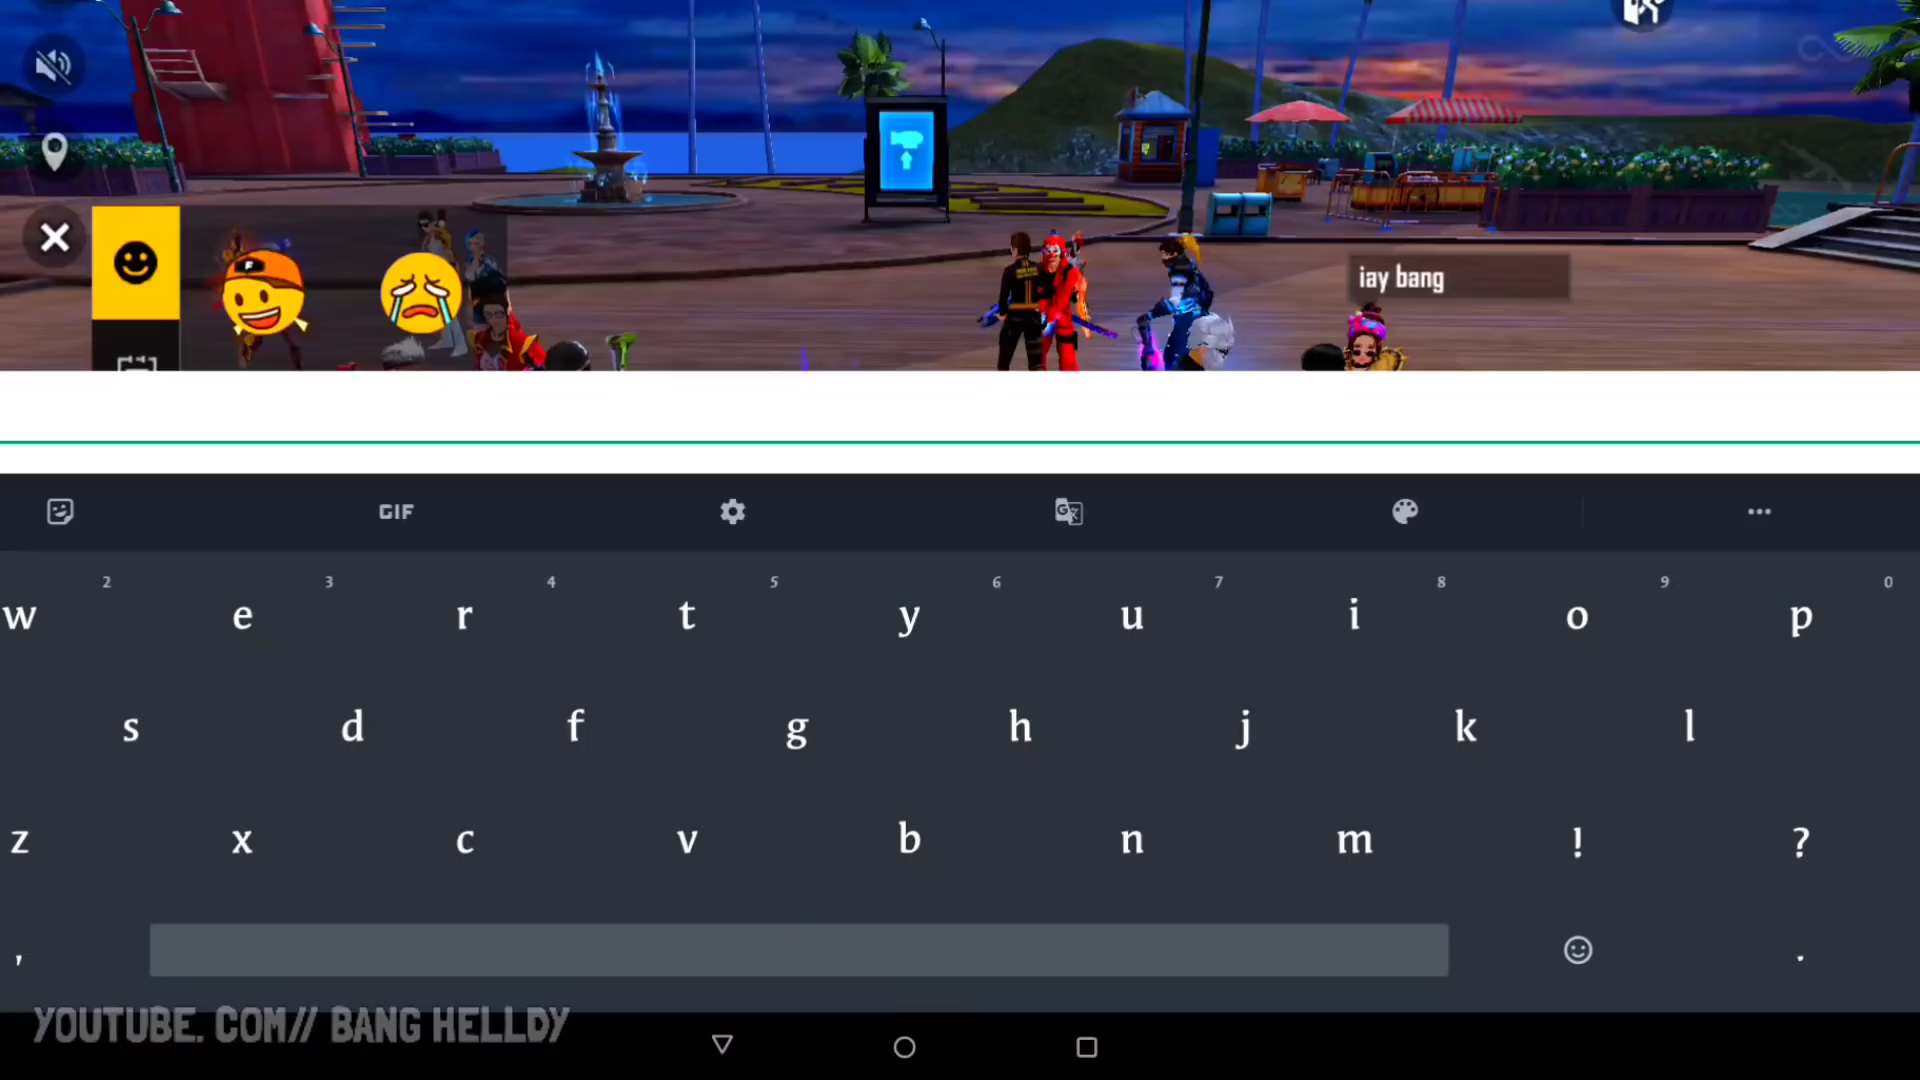 iay bang
GIF
2 3 4 5 6 7 8 9 0
w e r t y u i o p
s d f g h j k l
z x c v b n m ! ?
, .
YOUTUBE. COM// BANG HELLDY